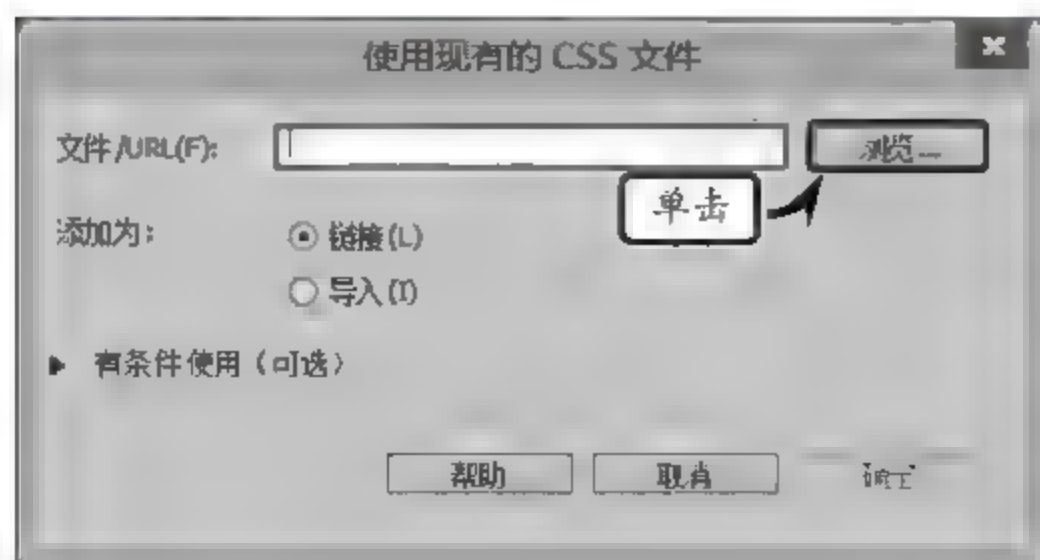 使用现有的 CSS 文件
文件/URL(F):
浏览...
单击
添加为:
链接(L)
导入(I)
有条件使用(可选)
帮助
取消